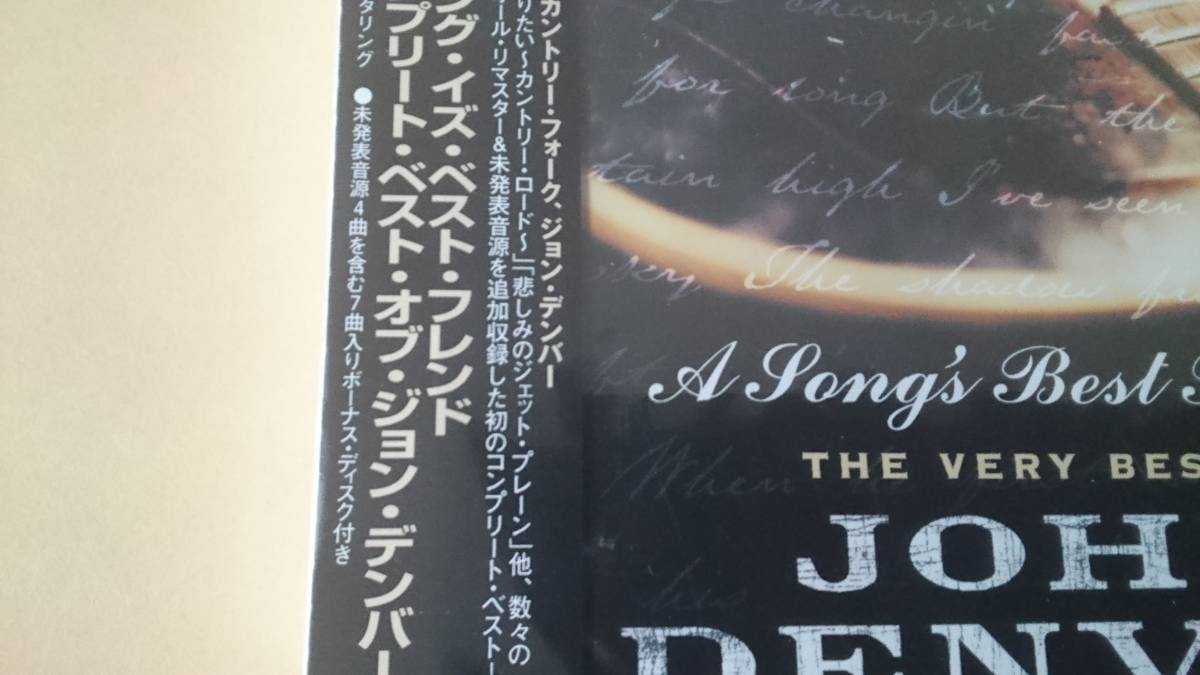 カントリー・フォーク、ジョン・デンバー
りたい〜カントリー・ロード〜」「悲しみのジェット・プレーン」他、数々の
ール・リマスター&未発表音源を追加収録した初のコンプリート・ベスト
ング・イズ・ベスト・フレンド
プリート・ベスト・オブ・ジョン・デンバー
タリング ●未発表音源4曲を含む7曲入りボーナス・ディスク付き
changin'
for song But the
tain high I've seen
sky The shadow
A Song's Best
When
his
THE VERY BES
JOH
DENV